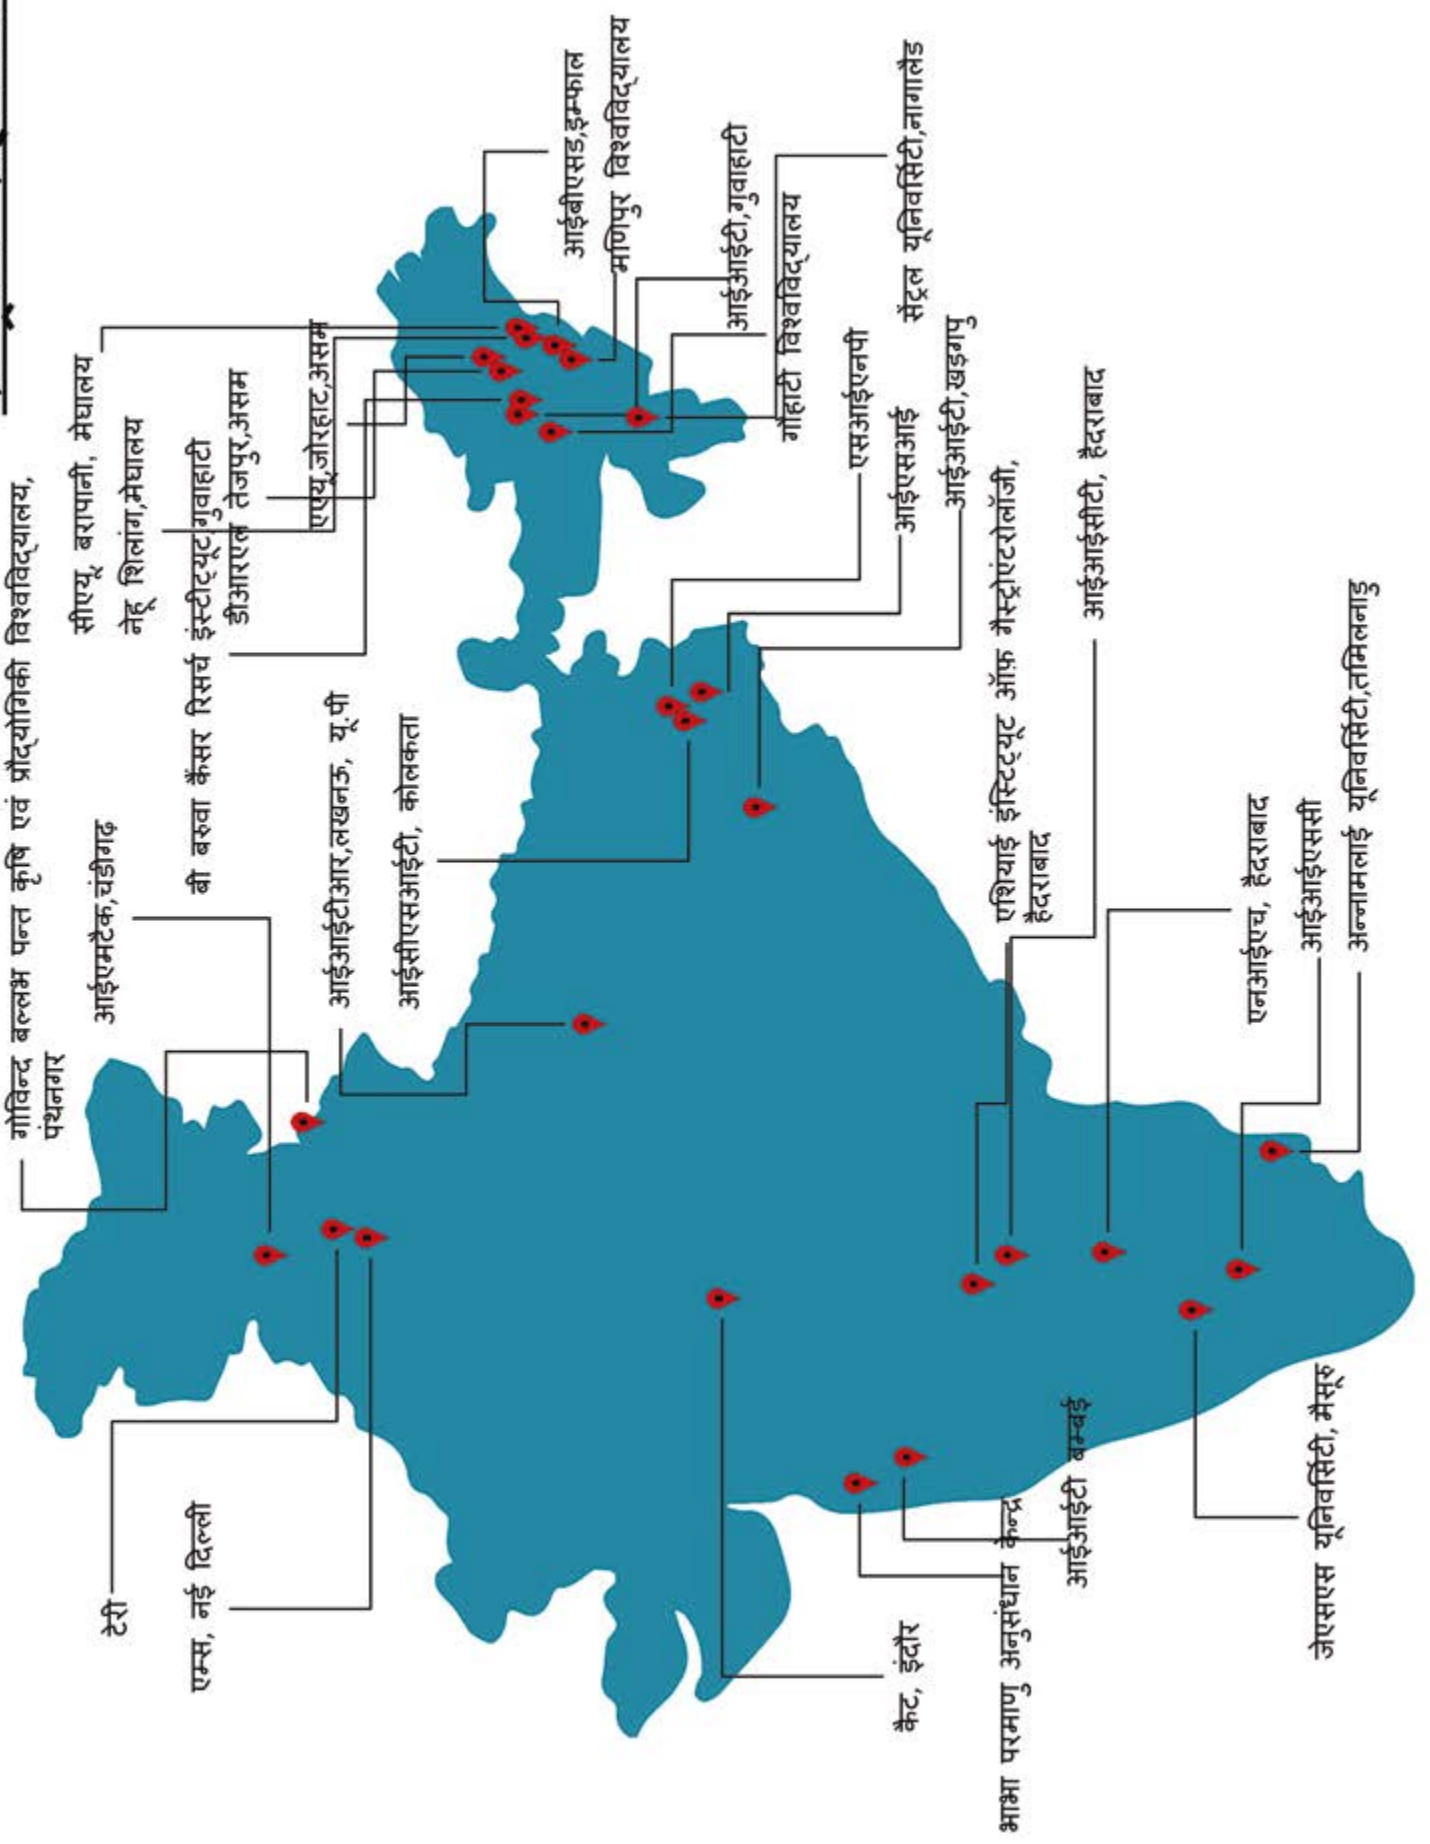 गोविन्द बल्लभ पन्त कृषि एवं प्रौद्योगिकी विश्वविद्यालय,
पंथनगर
सीएयू, बरापानी, मेघालय
नेहू शिलांग,मेघालय
आईएमटैक,चंडीगढ़
बी बरुवा कैंसर रिसर्च इंस्टीट्यूट,गुवाहाटी
डीआरएल तेजपुर,असम
एएयू,जोरहाट,असम
आईआईटीआर,लखनऊ, यू.पी
आईसीएसआईटी, कोलकता
टेरी
एम्स, नई दिल्ली
आईबीएसड,इम्फाल
मणिपुर विश्वविद्यालय
आईआईटी,गुवाहाटी
गौहाटी विश्वविद्यालय
सेंट्रल यूनिवर्सिटी,नागालैंड
एसआईएनपी
आईएसआई
आईआईटी,खड़गपु
एशियाई इंस्टिट्यूट ऑफ़ गैस्ट्रोएंटरोलॉजी,
हैदराबाद
आईआईसीटी, हैदराबाद
कैट, इंदौर
भाभा परमाणु अनुसंधान केन्द्र
आईआईटी बम्बई
एनआईएच, हैदराबाद
आईआईएससी
अन्नामलाई यूनिवर्सिटी,तमिलनाडु
जेएसएस यूनिवर्सिटी, मैसूरु